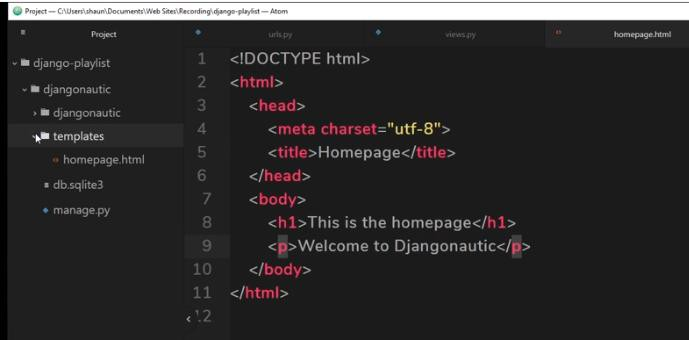 Project — C:\Users\shaun\Documents\Web Sites\Recording\django-playlist — Atom
Project
urls.py
views.py
homepage.html
django-playlist
djangonautic
djangonautic
templates
homepage.html
db.sqlite3
manage.py
1 <!DOCTYPE html>
2 <html>
3 <head>
4 <meta charset="utf-8">
5 <title>Homepage</title>
6 </head>
7 <body>
8 <h1>This is the homepage</h1>
9 <p>Welcome to Djangonautic</p>
10 </body>
11 </html>
12